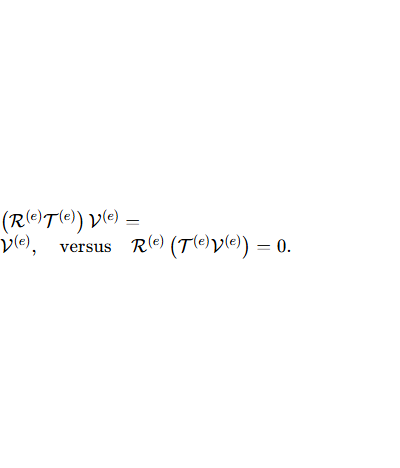 (ℛ^(e)𝒯^(e)) 𝒱^(e) =
𝒱^(e), versus ℛ^(e) (𝒯^(e)𝒱^(e)) = 0.